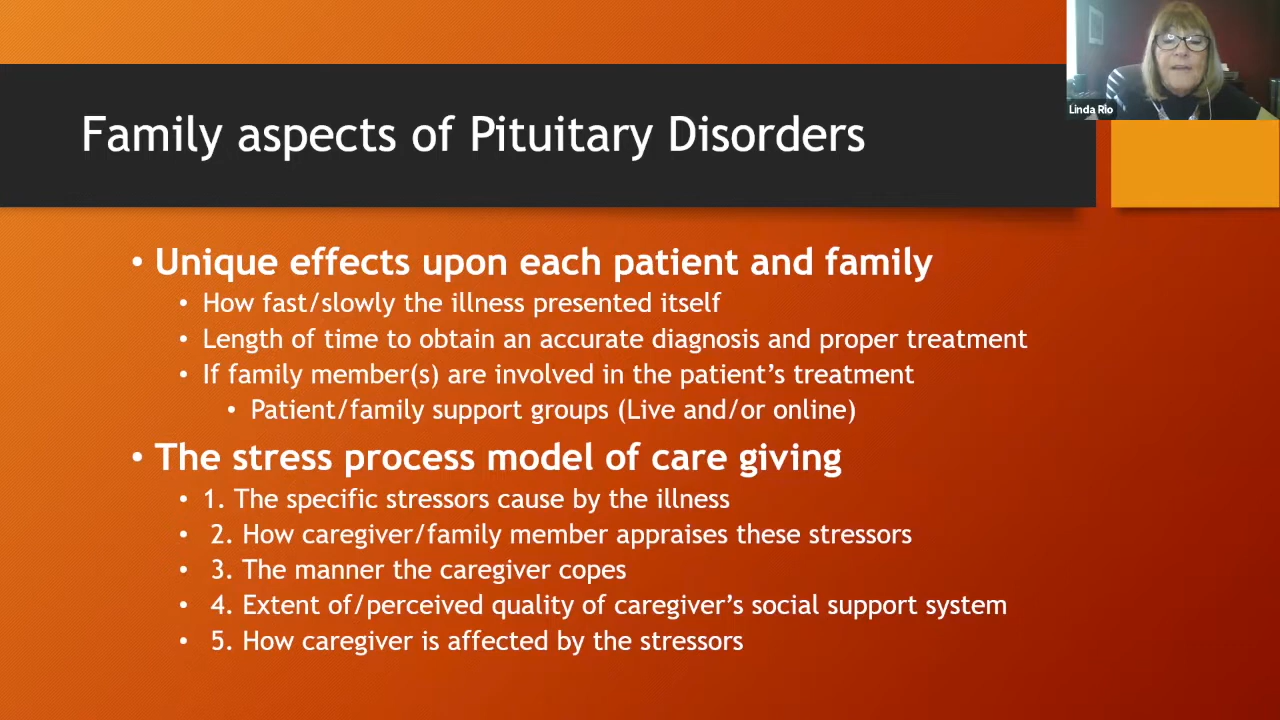 Linda Rio
Family aspects of Pituitary Disorders
• Unique effects upon each patient and family
• How fast/slowly the illness presented itself
• Length of time to obtain an accurate diagnosis and proper treatment
• If family member(s) are involved in the patient’s treatment
• Patient/family support groups (Live and/or online)
• The stress process model of care giving
• 1. The specific stressors cause by the illness
• 2. How caregiver/family member appraises these stressors
• 3. The manner the caregiver copes
• 4. Extent of/perceived quality of caregiver’s social support system
• 5. How caregiver is affected by the stressors